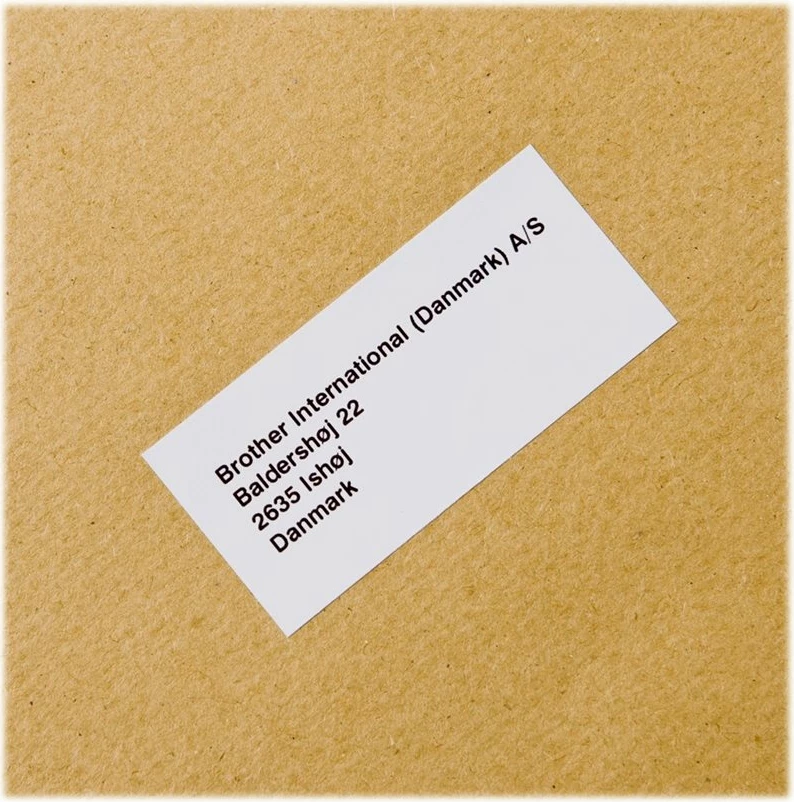 Brother International (Danmark) A/S
Baldershøj 22
2635 Ishøj
Danmark